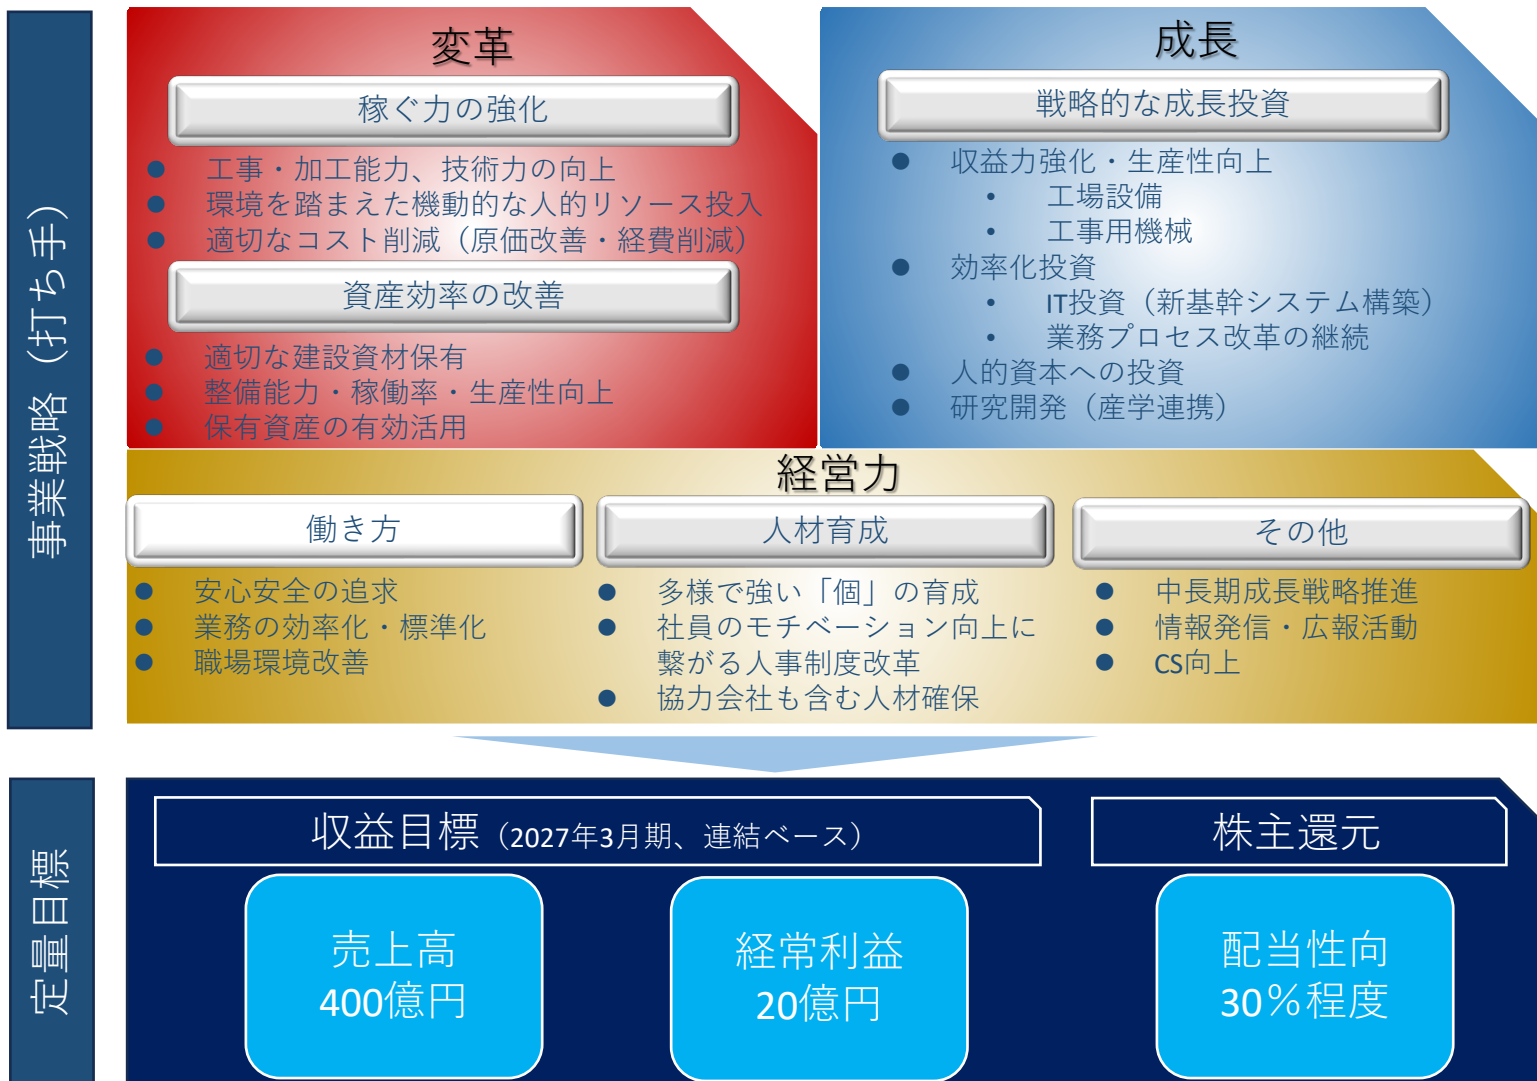 事業戦略（打ち手）
変革
稼ぐ力の強化
● 工事・加工能力、技術力の向上
● 環境を踏まえた機動的な人的リソース投入
● 適切なコスト削減（原価改善・経費削減）
資産効率の改善
● 適切な建設資材保有
● 整備能力・稼働率・生産性向上
● 保有資産の有効活用
成長
戦略的な成長投資
● 収益力強化・生産性向上
• 工場設備
• 工事用機械
● 効率化投資
• IT投資（新基幹システム構築）
• 業務プロセス改革の継続
● 人的資本への投資
● 研究開発（産学連携）
経営力
働き方
● 安心安全の追求
● 業務の効率化・標準化
● 職場環境改善
人材育成
● 多様で強い「個」の育成
● 社員のモチベーション向上に
繋がる人事制度改革
● 協力会社も含む人材確保
その他
● 中長期成長戦略推進
● 情報発信・広報活動
● CS向上
定量目標
収益目標（2027年3月期、連結ベース）
売上高
400億円
経常利益
20億円
株主還元
配当性向
30％程度